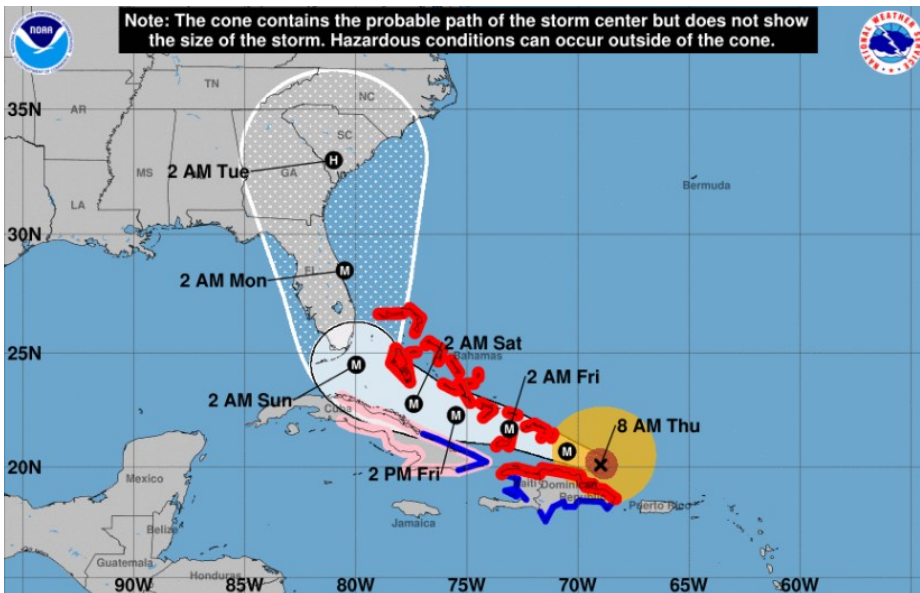 Note: The cone contains the probable path of the storm center but does not show
the size of the storm. Hazardous conditions can occur outside of the cone.
NOAA
NATIONAL WEATHER SERVICE
TN
NC
35N
AR
SC
2 AM Tue
H
MS
GA
Bermuda
LA
30N
FL
2 AM Mon
M
25N
2 AM Sat
Bahamas
M
2 AM Fri
2 AM Sun
Cuba
M
M
M
8 AM Thu
M
20N
2 PM Fri
Mexico
Dominican
Puerto Rico
Jamaica
Belize
Guatemala
Honduras
90W
80W
75W
70W
65W
60W